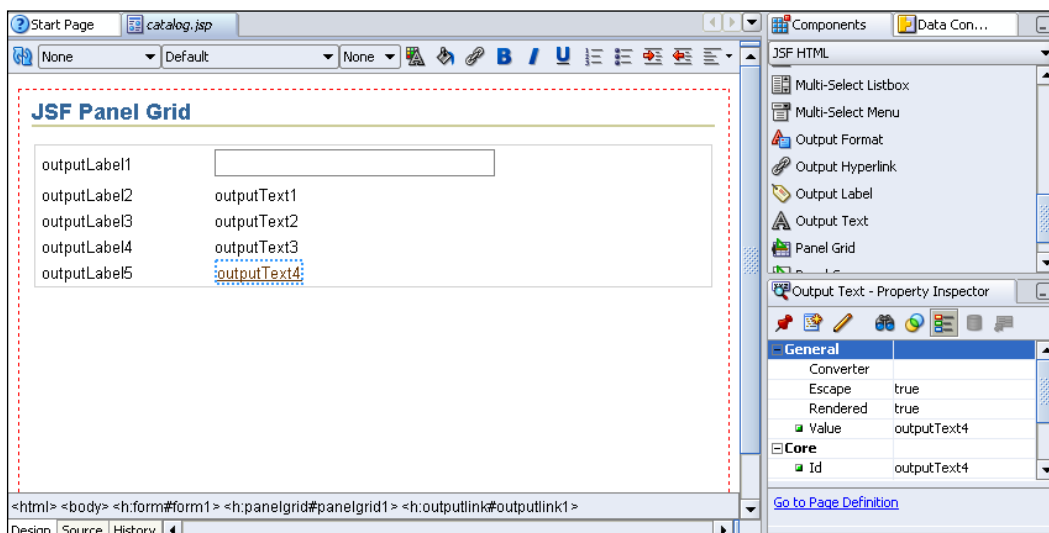 Start Page
catalog.jsp
None
Default
None
B I U
JSF Panel Grid
outputLabel1
outputLabel2 outputText1
outputLabel3 outputText2
outputLabel4 outputText3
outputLabel5 outputText4
<html> <body> <h:form#form1> <h:panelgrid#panelgrid1> <h:outputlink#outputlink1>
Design Source History
Components
Data Con...
JSF HTML
Multi-Select Listbox
Multi-Select Menu
Output Format
Output Hyperlink
Output Label
Output Text
Panel Grid
Output Text - Property Inspector
General
Converter
Escape true
Rendered true
Value outputText4
Core
Id outputText4
Go to Page Definition